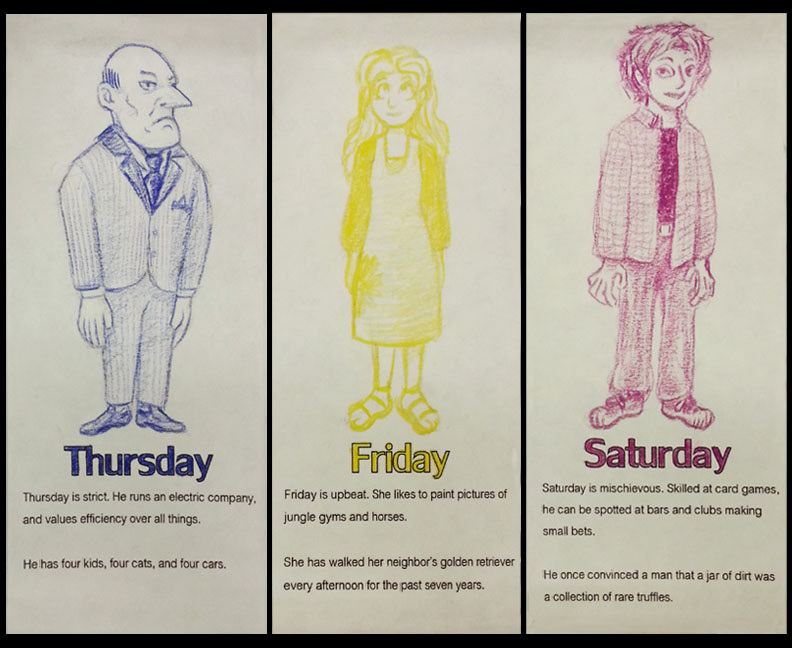 Thursday
Thursday is strict. He runs an electric company,
and values efficiency over all things.
He has four kids, four cats, and four cars.
Friday
Friday is upbeat. She likes to paint pictures of
jungle gyms and horses.
She has walked her neighbor's golden retriever
every afternoon for the past seven years.
Saturday
Saturday is mischievous. Skilled at card games,
he can be spotted at bars and clubs making
small bets.
He once convinced a man that a jar of dirt was
a collection of rare truffles.